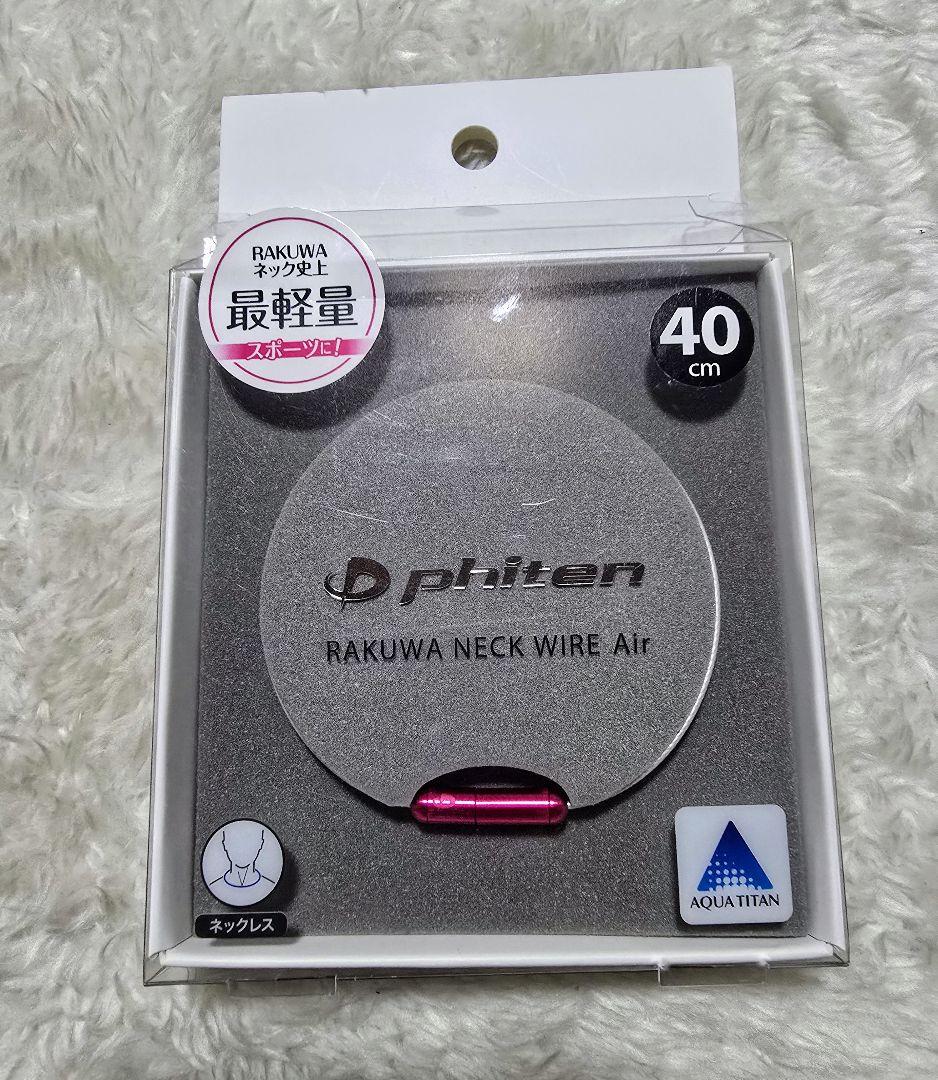 RAKUWA
ネック史上
最軽量
スポーツに!
40
cm
phiten
RAKUWA NECK WIRE Air
ネックレス
AQUA TITAN